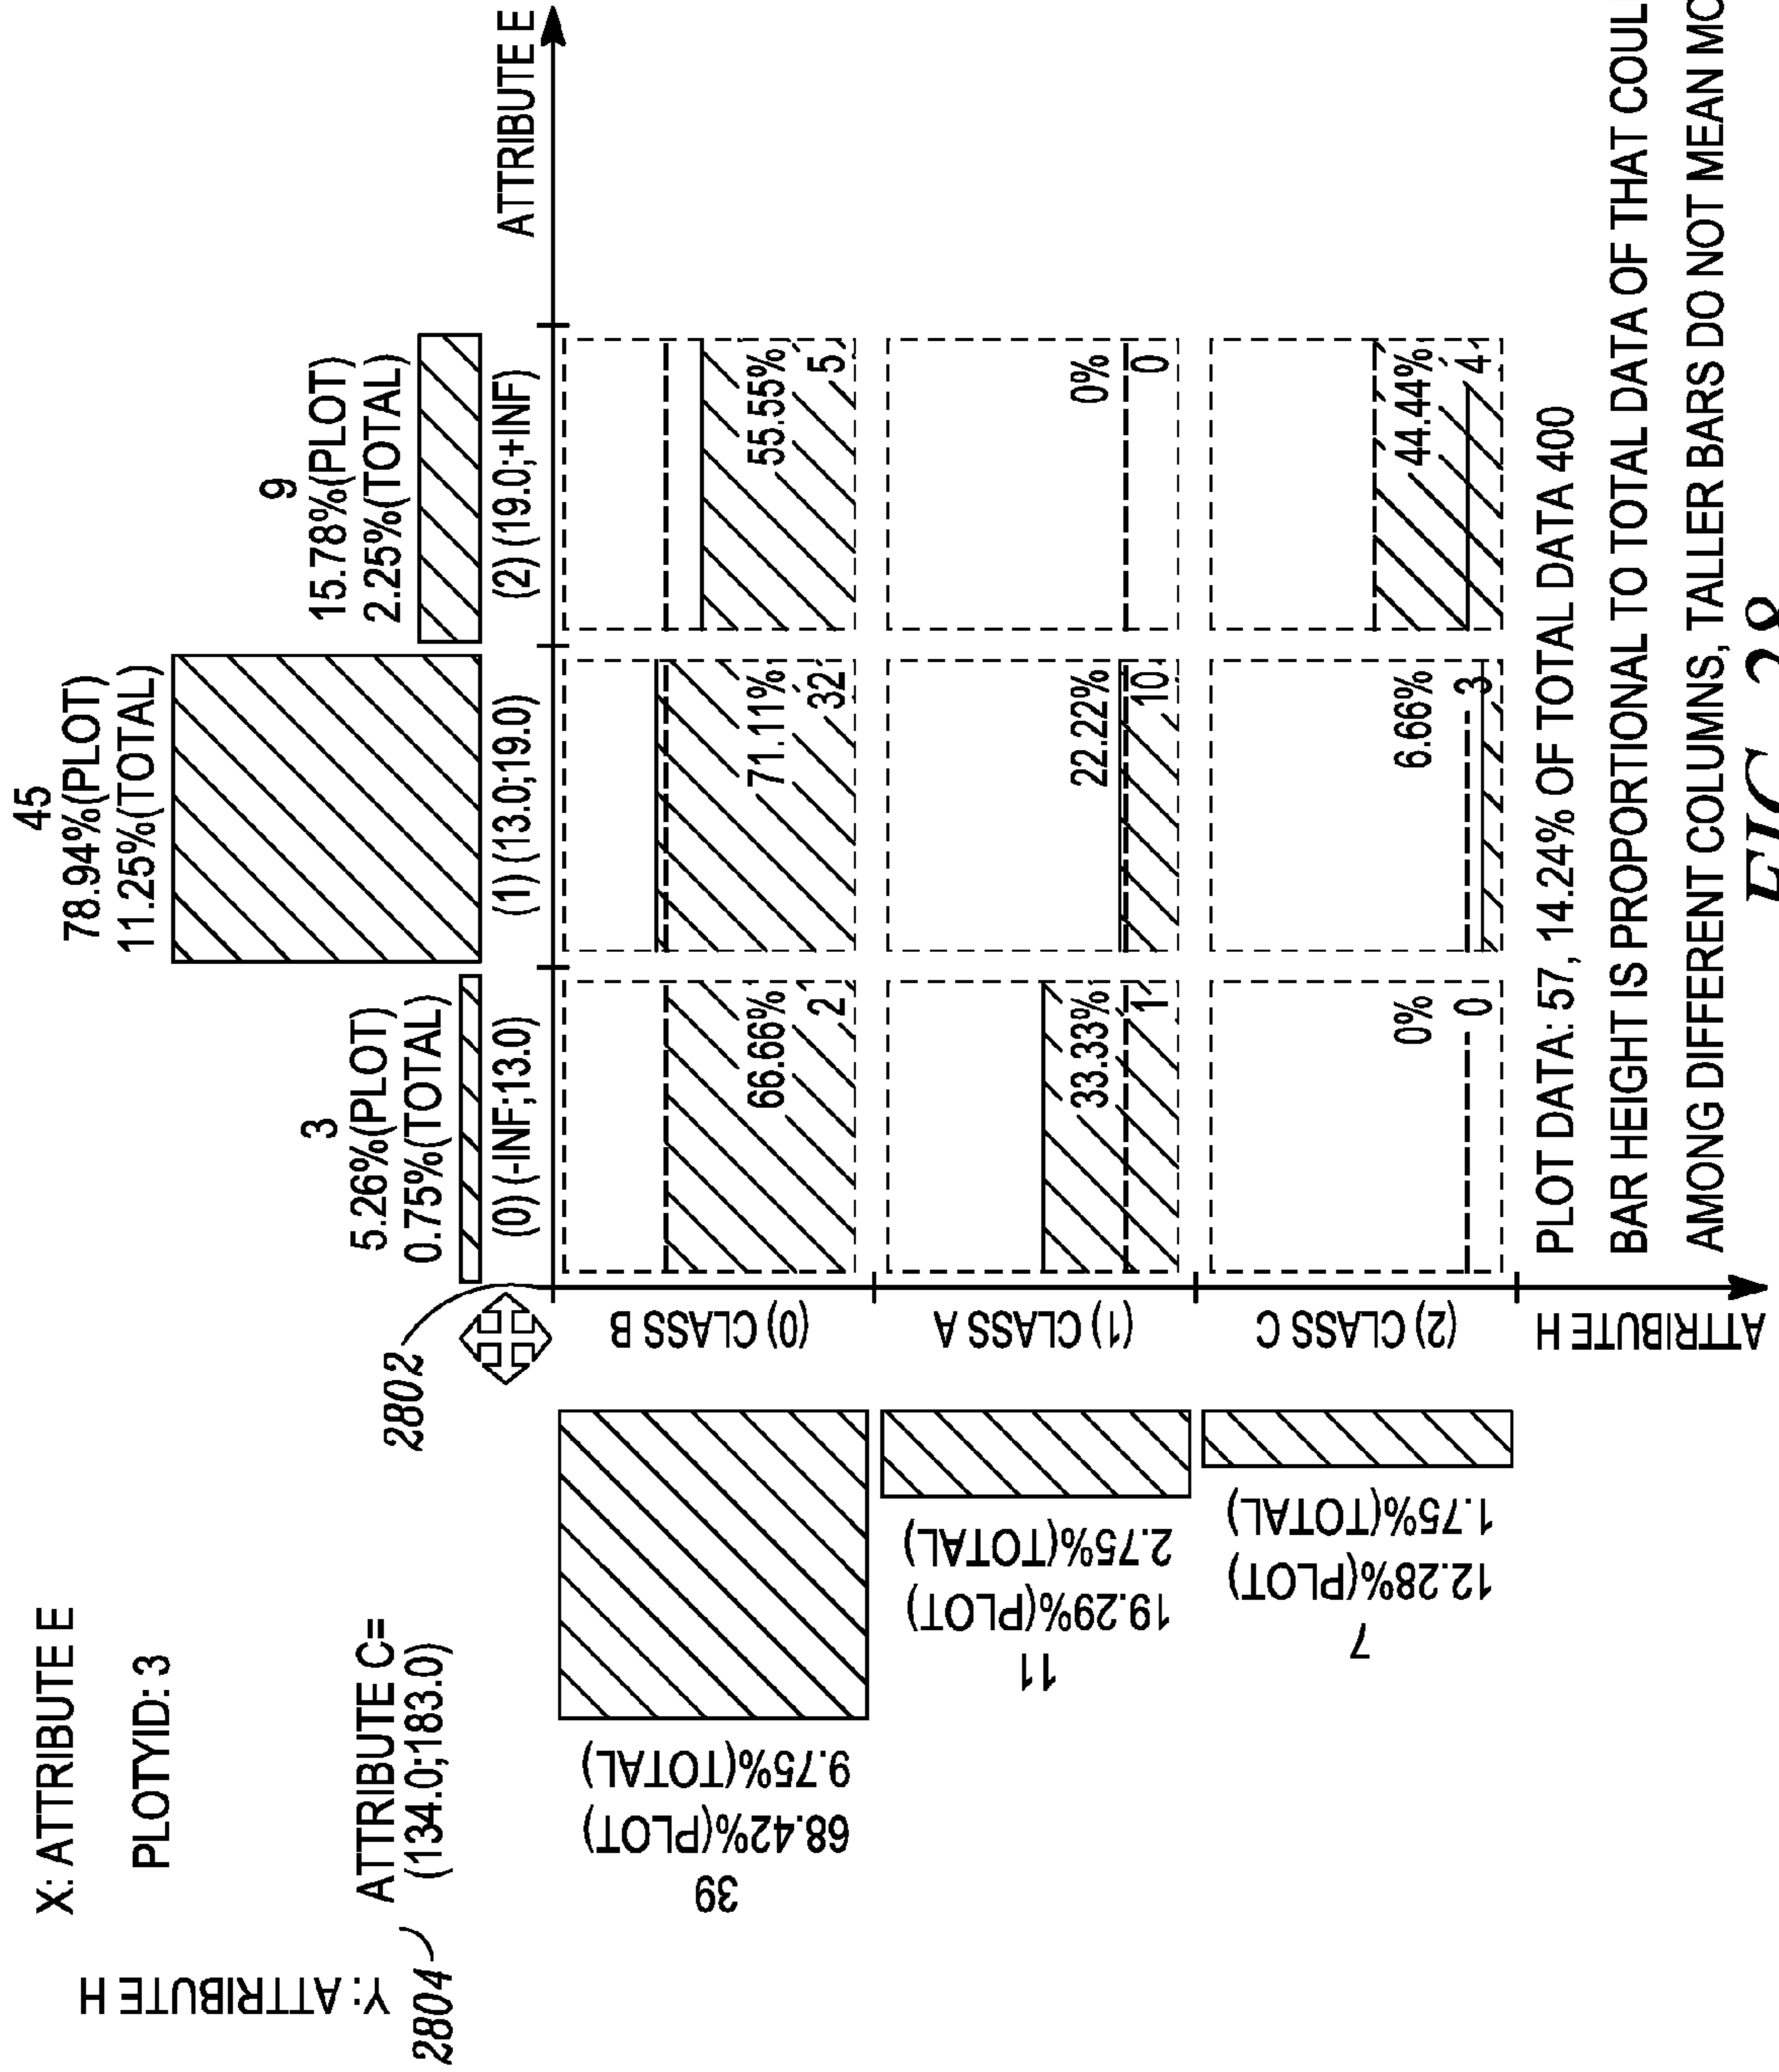 X: ATTRIBUTE E
Y: ATTRIBUTE H
PLOTYID: 3
2804
ATTRIBUTE C=
(134.0;183.0)
2802
3
5.26%(PLOT)
0.75%(TOTAL)
45
78.94%(PLOT)
11.25%(TOTAL)
9
15.78%(PLOT)
2.25%(TOTAL)
(0) (-INF;13.0)
(1) (13.0;19.0)
(2) (19.0;+INF)
ATTRIBUTE E
39
68.42%(PLOT)
9.75%(TOTAL)
(0) CLASS B
66.66%
2
71.11%
32
55.55%
5
11
19.29%(PLOT)
2.75%(TOTAL)
(1) CLASS A
33.33%
1
22.22%
10
0%
0
7
12.28%(PLOT)
1.75%(TOTAL)
(2) CLASS C
0%
0
6.66%
3
44.44%
4
ATTRIBUTE H
PLOT DATA: 57, 14.24% OF TOTAL DATA 400
BAR HEIGHT IS PROPORTIONAL TO TOTAL DATA OF THAT COUL
AMONG DIFFERENT COLUMNS, TALLER BARS DO NOT MEAN MO
FIG. 28